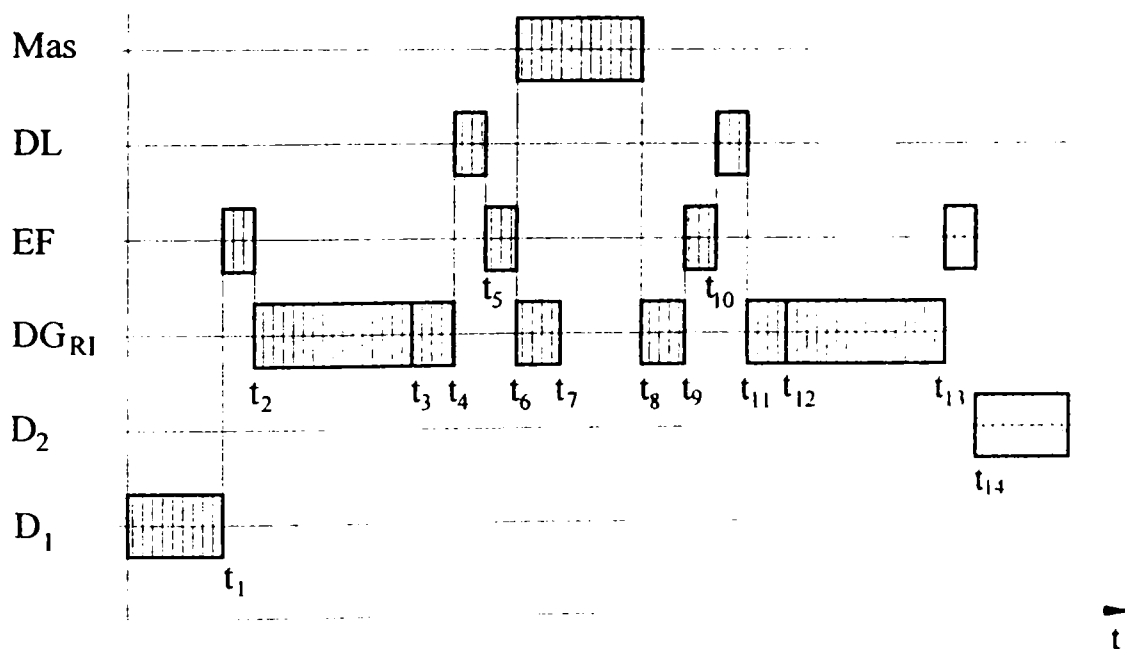 Mas
DL
EF
t₅ t₁₀
DG_RI
t₂ t₃ t₄ t₆ t₇ t₈ t₉ t₁₁ t₁₂ t₁₃
D₂
t₁₄
D₁
t₁
t